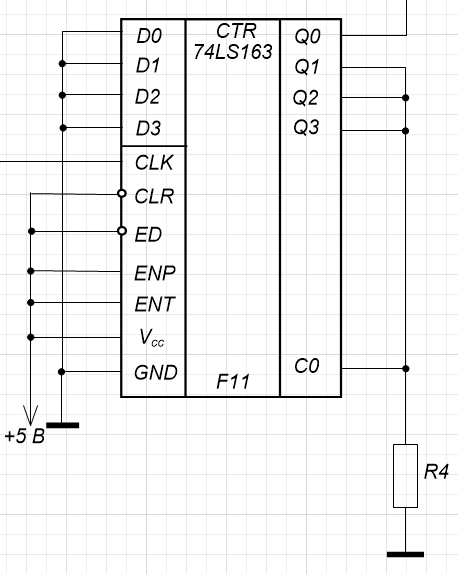 CTR
74LS163
D0
D1
D2
D3
CLK
CLR
ED
ENP
ENT
Vcc
GND
Q0
Q1
Q2
Q3
C0
F11
+5 В
R4